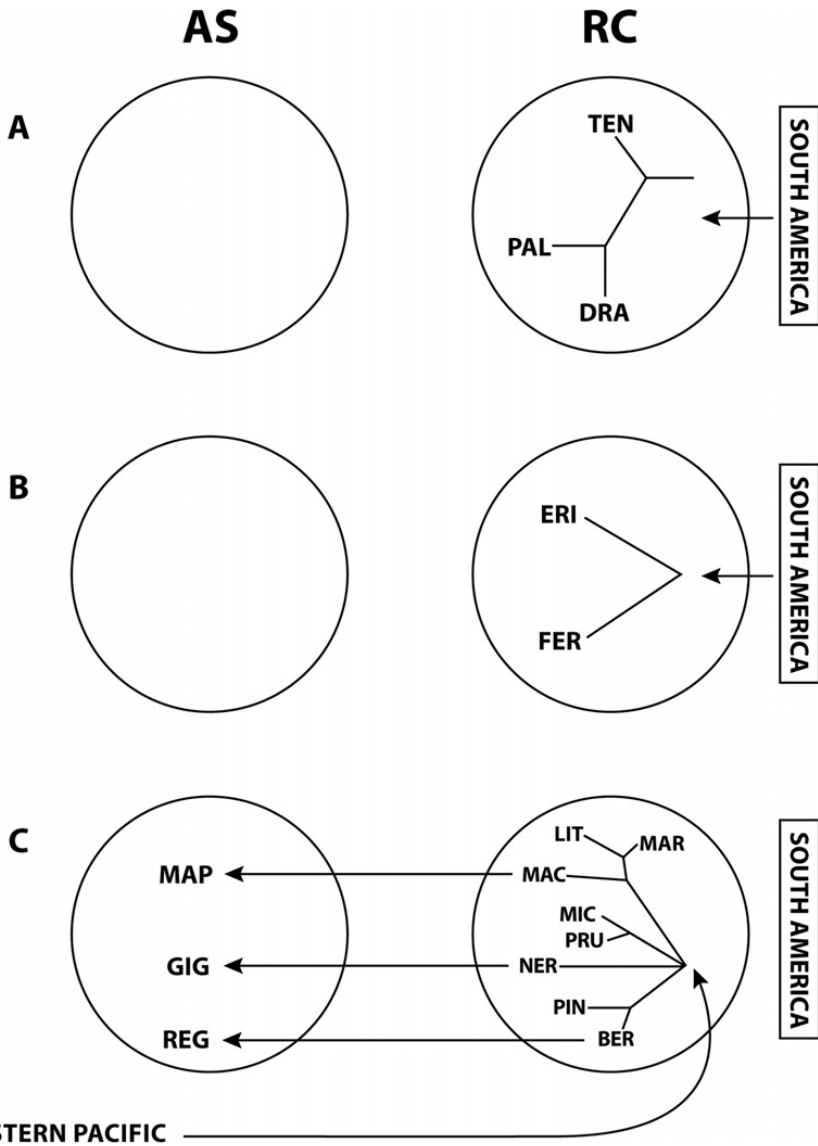 AS
RC
A
TEN
PAL
DRA
SOUTH AMERICA
B
ERI
FER
SOUTH AMERICA
C
MAP
GIG
REG
LIT
MAR
MAC
MIC
PRU
NER
PIN
BER
SOUTH AMERICA
STERN PACIFIC